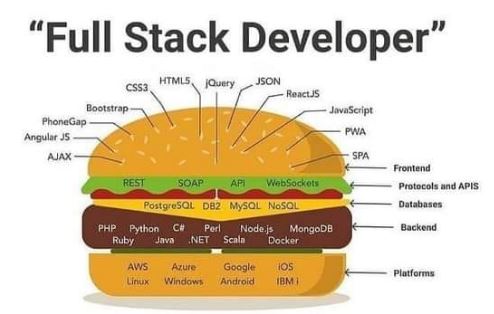 “Full Stack Developer”
HTML5 jQuery JSON
CSS3 ReactJS
Bootstrap JavaScript
PhoneGap PWA
Angular JS
AJAX SPA
Frontend
REST SOAP API WebSockets Protocols and APIS
PostgreSQL DB2 MySQL NoSQL Databases
PHP Python C# Perl Node.js MongoDB Backend
Ruby Java .NET Scala Docker
AWS Azure Google iOS Platforms
Linux Windows Android IBM i